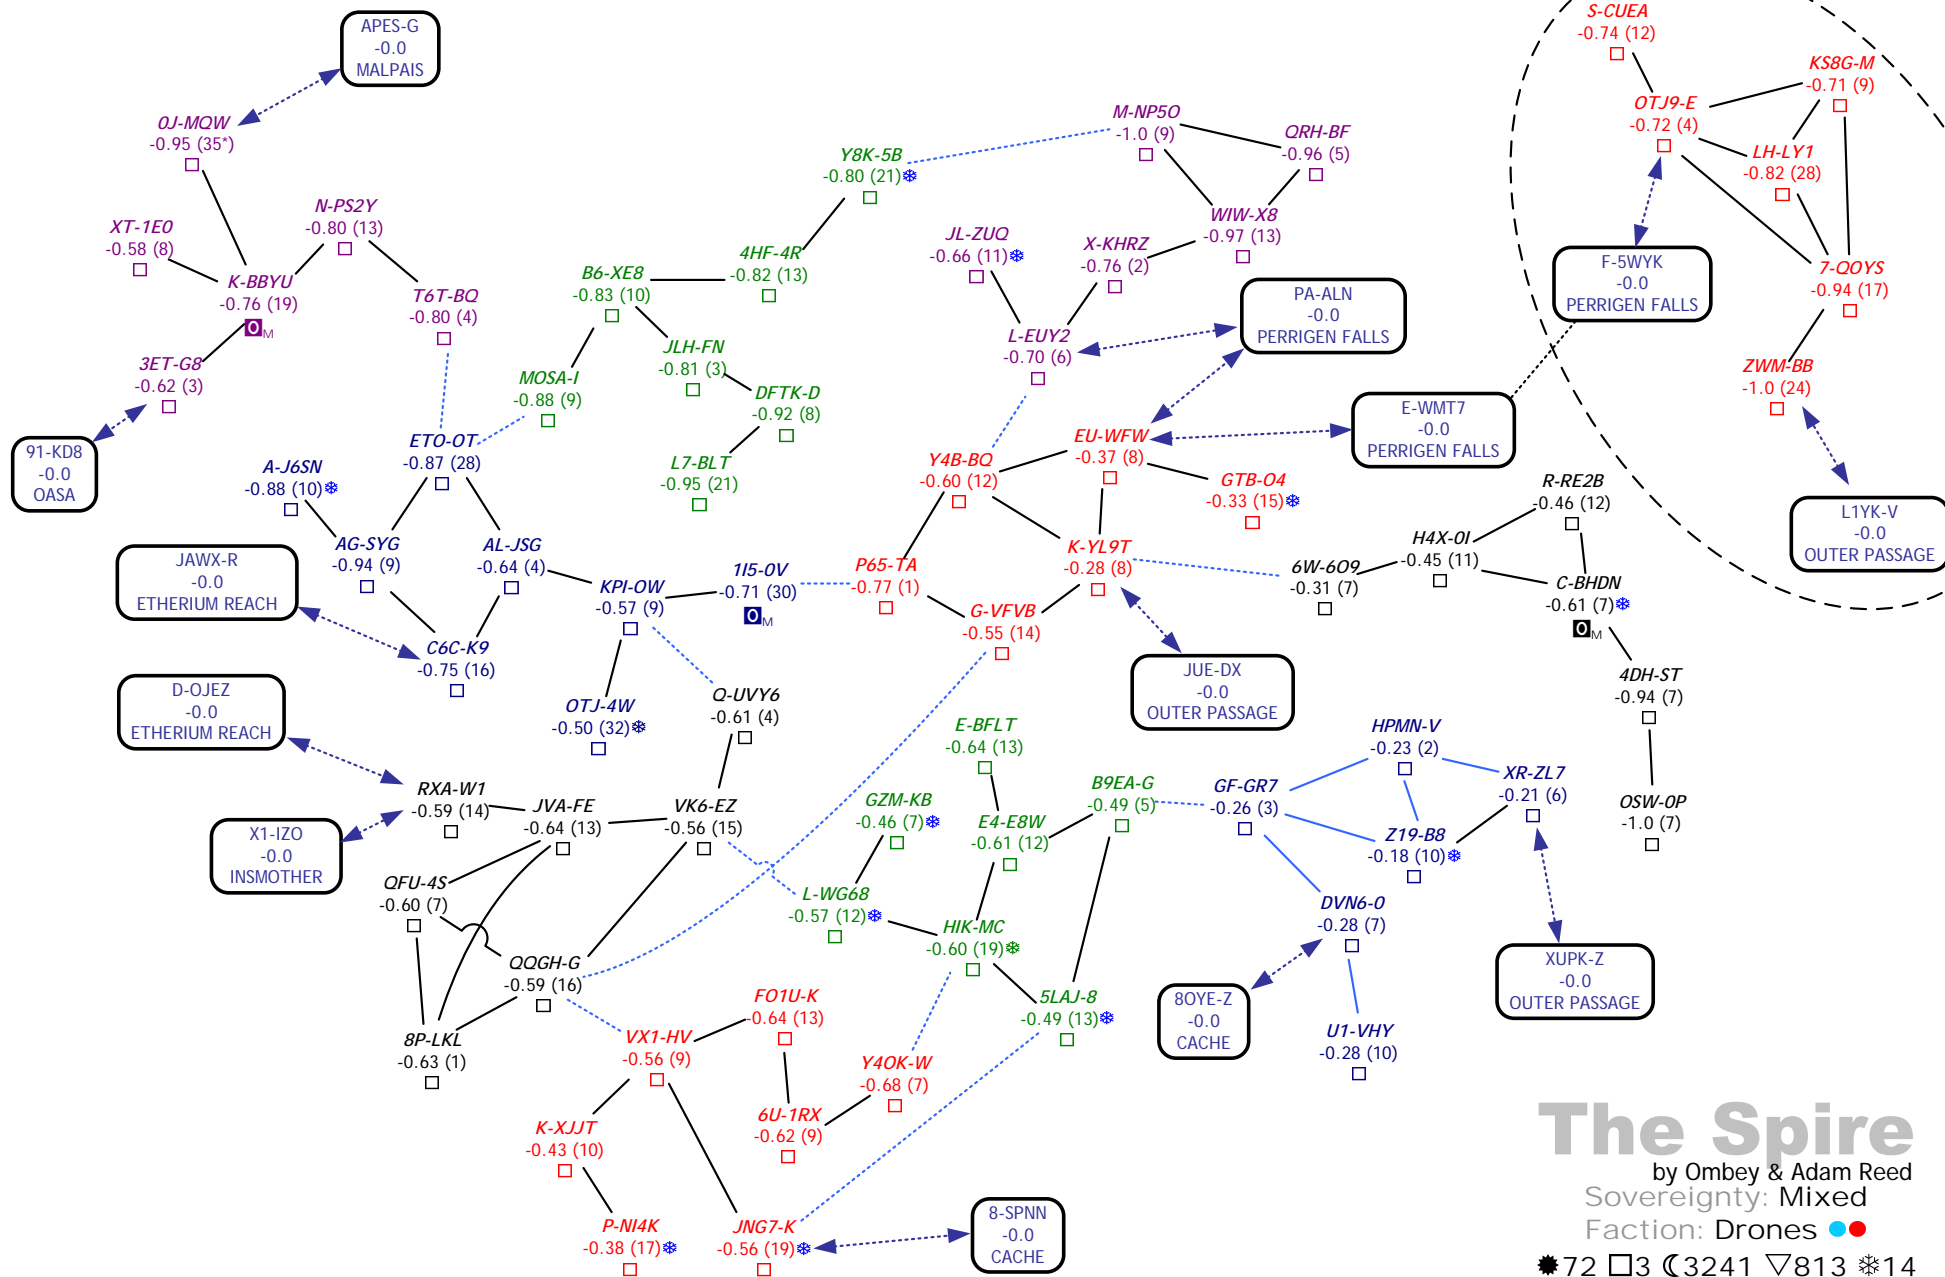 S-CUEA
-0.74 (12)
APES-G
-0.0
MALPAIS
KS8G-M
-0.71 (9)
OTJ9-E
-0.72 (4)
0J-MQW
-0.95 (35*)
M-NP5O
-1.0 (9)
QRH-BF
-0.96 (5)
Y8K-5B
-0.80 (21)
LH-LY1
-0.82 (28)
N-PS2Y
-0.80 (13)
XT-1E0
-0.58 (8)
WIW-X8
-0.97 (13)
JL-ZUQ
-0.66 (11)
X-KHRZ
-0.76 (2)
4HF-4R
-0.82 (13)
B6-XE8
-0.83 (10)
K-BBYU
-0.76 (19)
0M
T6T-BQ
-0.80 (4)
F-5WYK
-0.0
PERRIGEN FALLS
7-QOYS
-0.94 (17)
PA-ALN
-0.0
PERRIGEN FALLS
L-EUY2
-0.70 (6)
JLH-FN
-0.81 (3)
3ET-G8
-0.62 (3)
MOSA-I
-0.88 (9)
DFTK-D
-0.92 (8)
ZWM-BB
-1.0 (24)
E-WMT7
-0.0
PERRIGEN FALLS
91-KD8
-0.0
OASA
ETO-OT
-0.87 (28)
EU-WFW
-0.37 (8)
A-J6SN
-0.88 (10)
L7-BLT
-0.95 (21)
Y4B-BQ
-0.60 (12)
GTB-O4
-0.33 (15)
R-RE2B
-0.46 (12)
L1YK-V
-0.0
OUTER PASSAGE
AG-SYG
-0.94 (9)
AL-JSG
-0.64 (4)
K-YL9T
-0.28 (8)
H4X-0I
-0.45 (11)
JAWX-R
-0.0
ETHERIUM REACH
KPI-OW
-0.57 (9)
1I5-0V
-0.71 (30)
0M
P65-TA
-0.77 (1)
6W-6O9
-0.31 (7)
C-BHDN
-0.61 (7)
0M
G-VFVB
-0.55 (14)
C6C-K9
-0.75 (16)
JUE-DX
-0.0
OUTER PASSAGE
4DH-ST
-0.94 (7)
D-OJEZ
-0.0
ETHERIUM REACH
OTJ-4W
-0.50 (32)
Q-UVY6
-0.61 (4)
E-BFLT
-0.64 (13)
HPMN-V
-0.23 (2)
XR-ZL7
-0.21 (6)
RXA-W1
-0.59 (14)
JVA-FE
-0.64 (13)
VK6-EZ
-0.56 (15)
GZM-KB
-0.46 (7)
B9EA-G
-0.49 (5)
GF-GR7
-0.26 (3)
OSW-0P
-1.0 (7)
E4-E8W
-0.61 (12)
Z19-B8
-0.18 (10)
X1-IZO
-0.0
INSMOTHER
QFU-4S
-0.60 (7)
L-WG68
-0.57 (12)
DVN6-0
-0.28 (7)
HIK-MC
-0.60 (19)
QQGH-G
-0.59 (16)
XUPK-Z
-0.0
OUTER PASSAGE
FO1U-K
-0.64 (13)
5LAJ-8
-0.49 (13)
8OYE-Z
-0.0
CACHE
8P-LKL
-0.63 (1)
VX1-HV
-0.56 (9)
U1-VHY
-0.28 (10)
Y4OK-W
-0.68 (7)
6U-1RX
-0.62 (9)
K-XJJT
-0.43 (10)
The Spire
by Ombey & Adam Reed
Sovereignty: Mixed
Faction: Drones
P-NI4K
-0.38 (17)
JNG7-K
-0.56 (19)
8-SPNN
-0.0
CACHE
72 3 3241 813 14